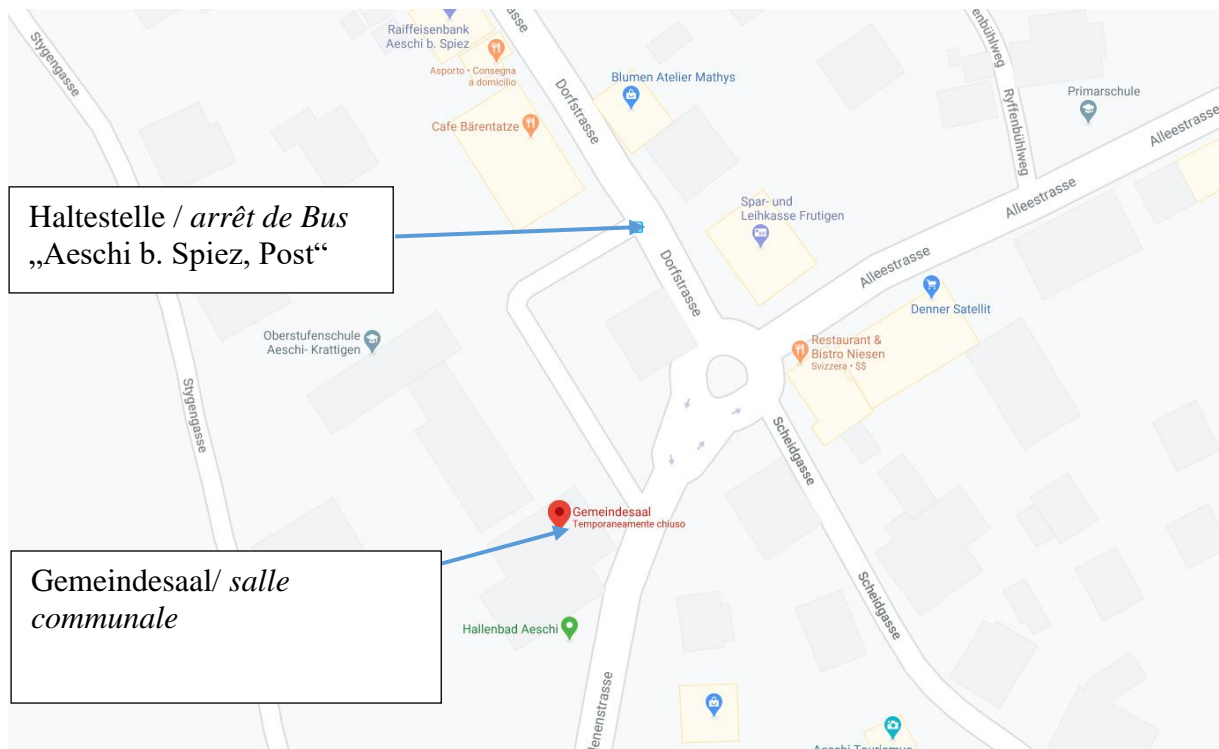 Stygengasse
Raiffeisenbank
Aeschi b. Spiez
Asporto • Consegna
a domicilio
Cafe Bärentatze
Dorfstrasse
Blumen Atelier Mathys
Primarschule
Ryffenbühlweg
Alleestrasse
Haltestelle / arrêt de Bus
„Aeschi b. Spiez, Post“
Spar- und
Leihkasse Frutigen
Alleestrasse
Dorfstrasse
Alleestrasse
Denner Satellit
Oberstufenschule
Aeschi- Krattigen
Restaurant &
Bistro Niesen
Svizzera • $$
Stygengasse
Scheidgasse
Gemeindesaal
Temporaneamente chiuso
Gemeindesaal/ salle
communale
Scheidgasse
Hallenbad Aeschi